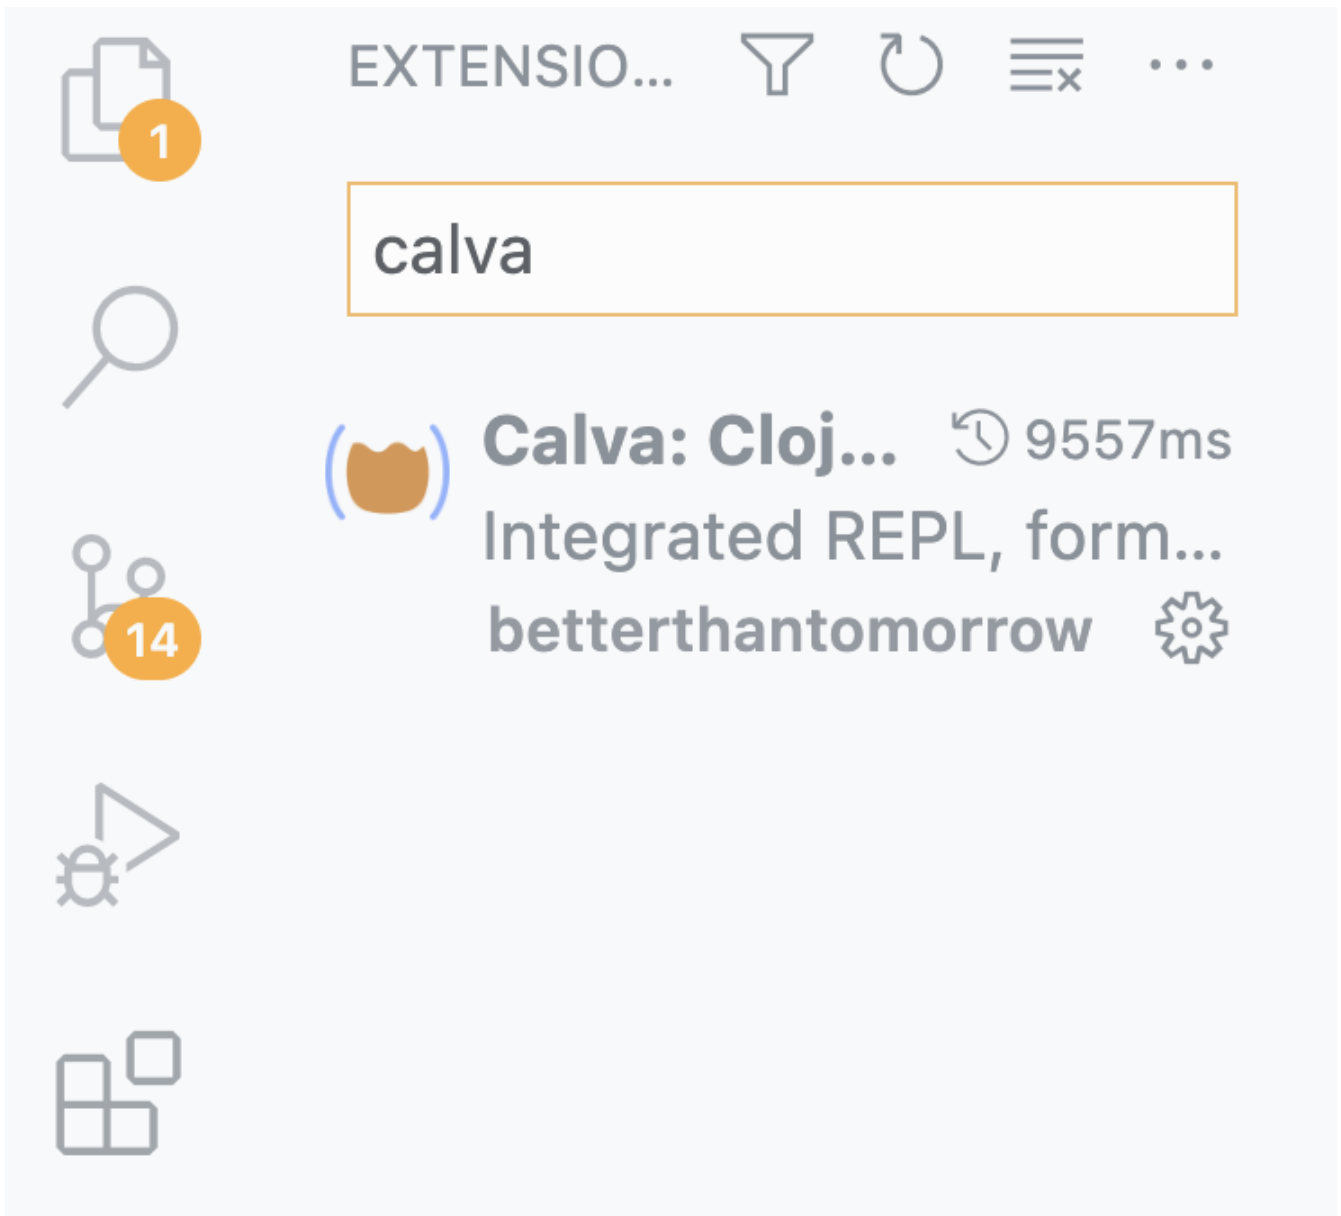 EXTENSIO...
1
calva
Calva: Cloj... 9557ms
Integrated REPL, form...
betterthantomorrow
14